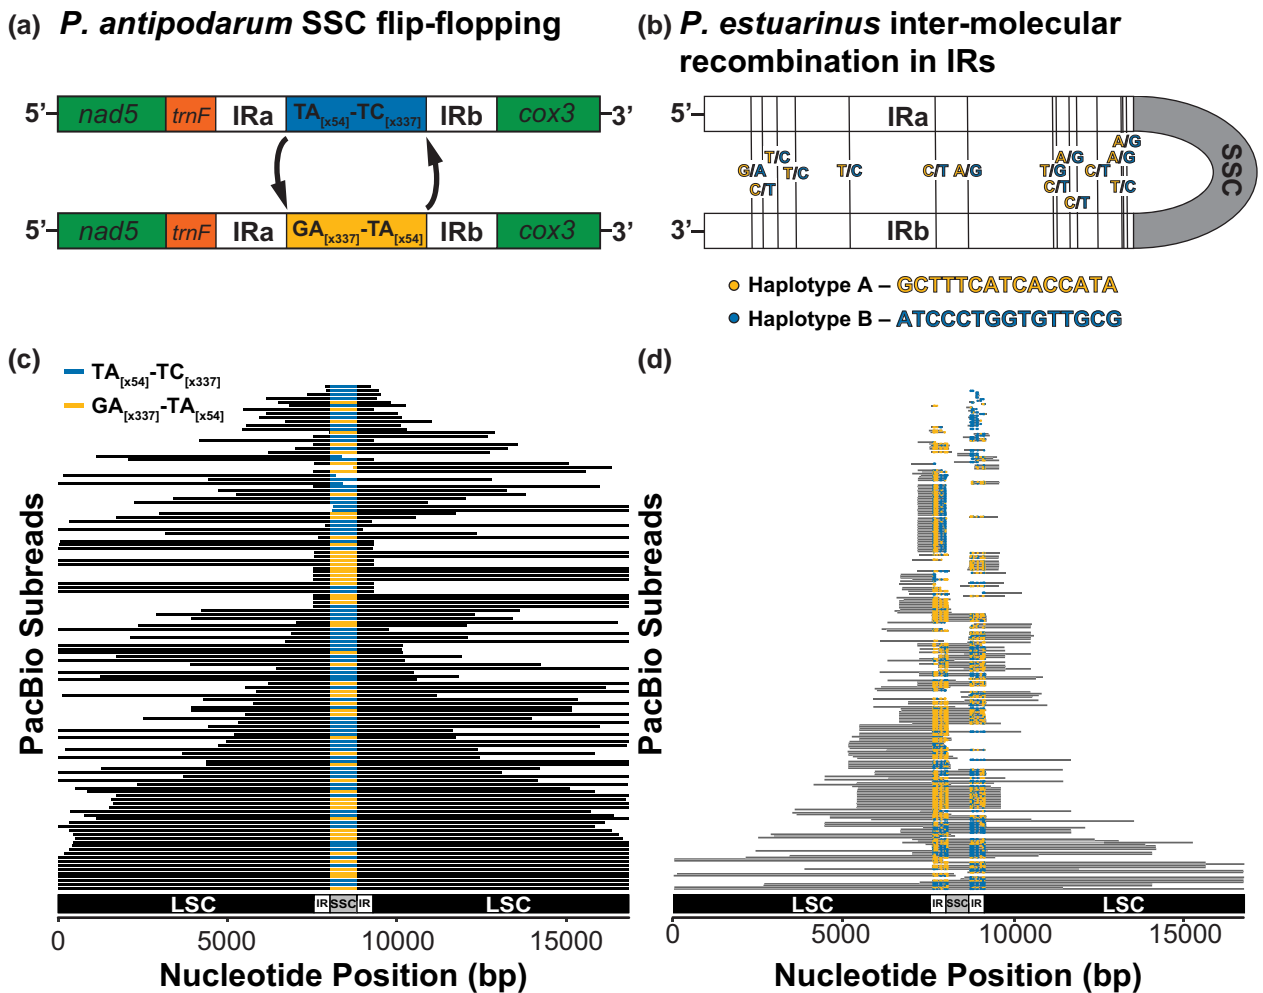 (a) P. antipodarum SSC flip-flopping
5’ nad5 trnF IRa TA[x54]-TC[x337] IRb cox3 3’
5’ nad5 trnF IRa GA[x337]-TA[x54] IRb cox3 3’
(b) P. estuarinus inter-molecular
recombination in IRs
5’ IRa
A/G
T/C A/G A/G
G/A T/C T/C C/T A/G T/G C/T
C/T C/T T/C
C/T
SSC
3’ IRb
Haplotype A – GCTTTCATCACCATA
Haplotype B – ATCCCTGGTGTTGCG
(c)
TA[x54]-TC[x337]
GA[x337]-TA[x54]
PacBio Subreads
LSC IR SSC IR LSC
0 5000 10000 15000
Nucleotide Position (bp)
(d)
PacBio Subreads
LSC IR SSC IR LSC
0 5000 10000 15000
Nucleotide Position (bp)